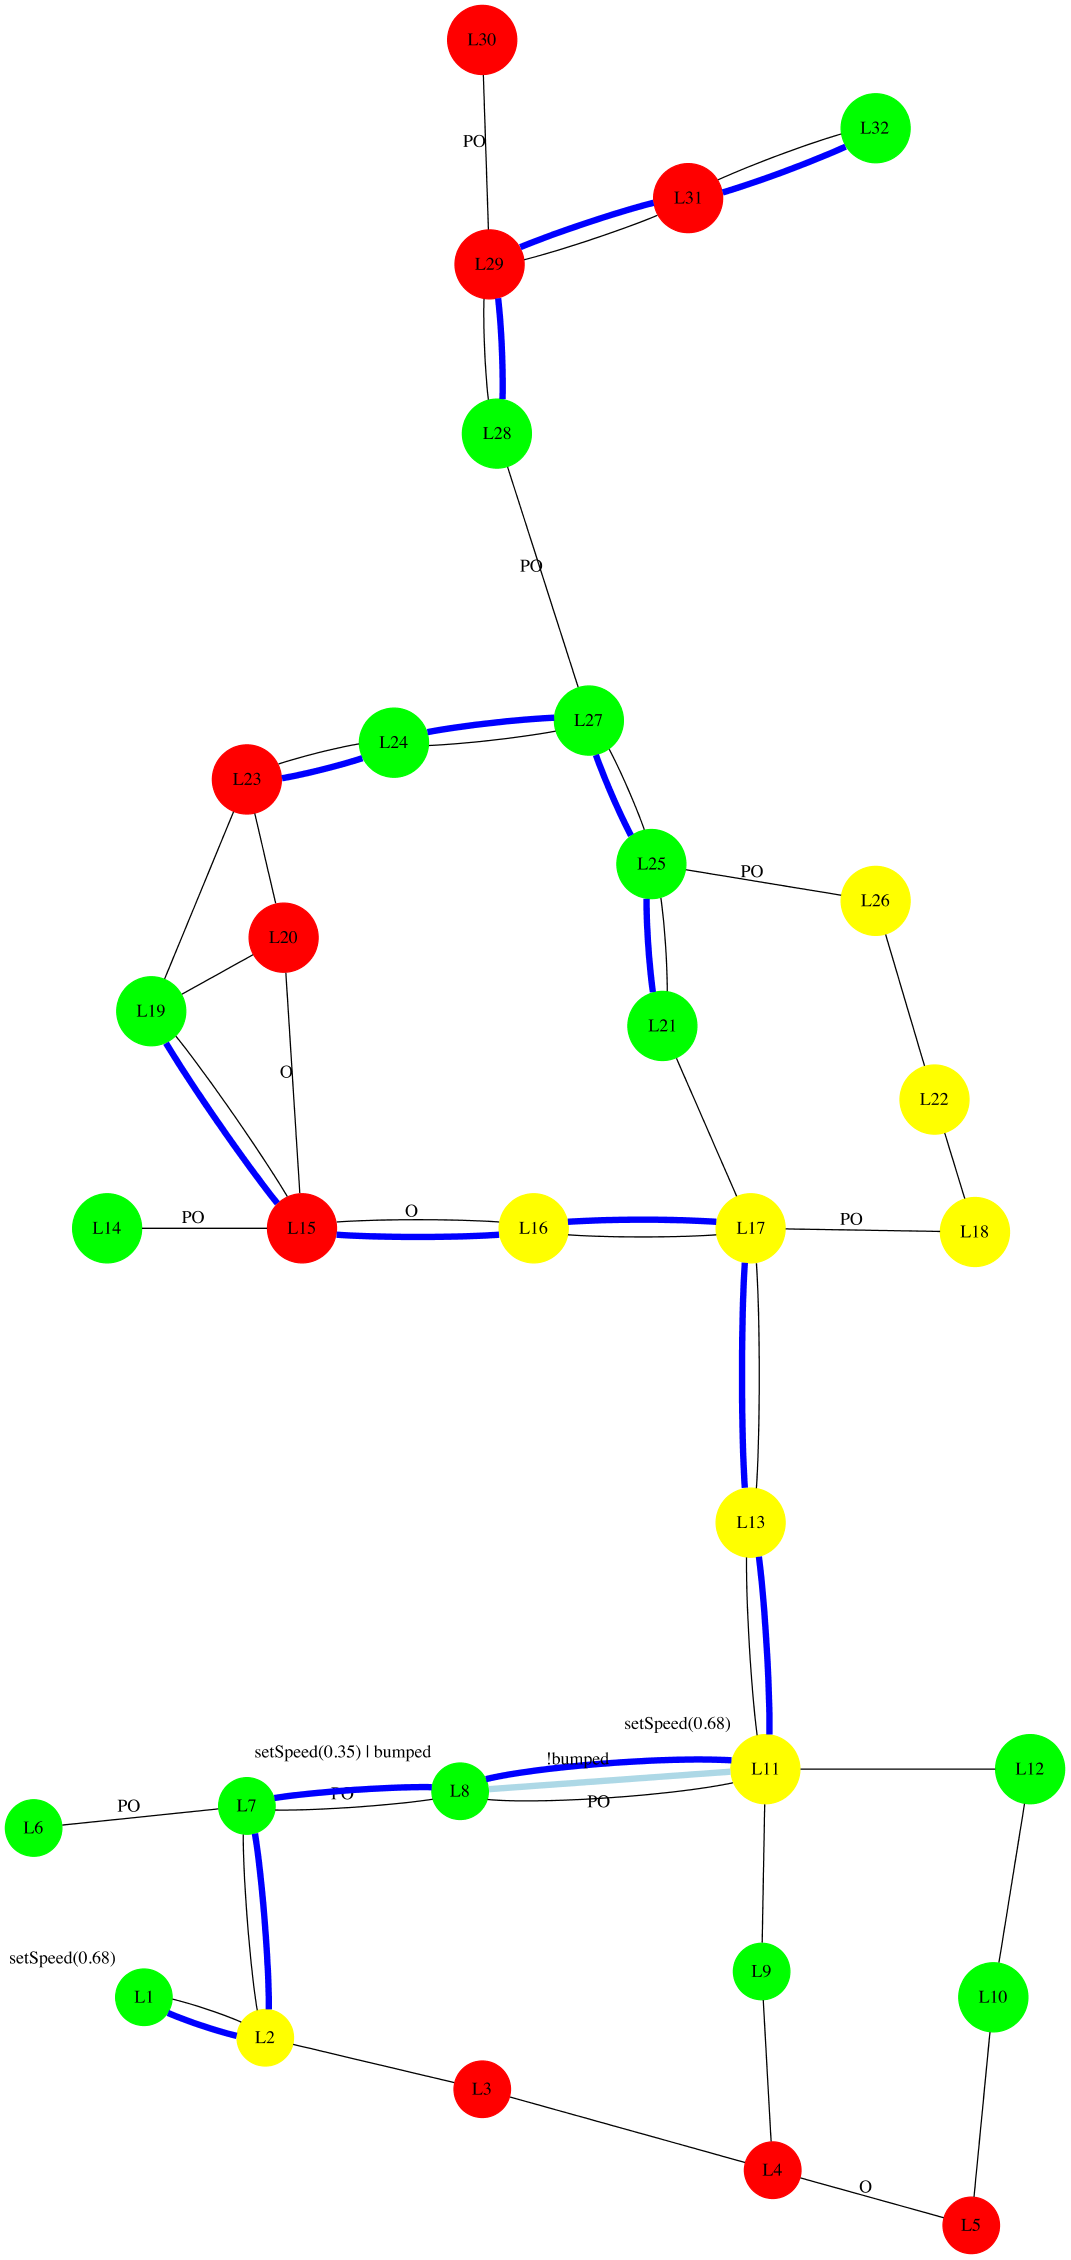 L30
L32
PO
L31
L29
L28
PO
L27
L24
L23
L25
PO
L26
L20
L19
L21
O
L22
L14
PO
L15
O
L16
L17
PO
L18
L13
setSpeed(0.68)
setSpeed(0.35) | bumped
!bumped
L11
L12
L8
PO
PO
L7
PO
L6
setSpeed(0.68)
L9
L1
L10
L2
L3
L4
O
L5